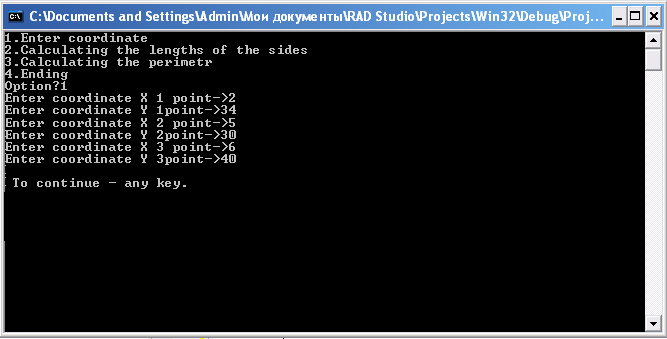 C:\Documents and Settings\Admin\Мои документы\RAD Studio\Projects\Win32\Debug\Proj...
1.Enter coordinate
2.Calculating the lengths of the sides
3.Calculating the perimetr
4.Ending
Option?1
Enter coordinate X 1 point->2
Enter coordinate Y 1point->34
Enter coordinate X 2 point->5
Enter coordinate Y 2point->30
Enter coordinate X 3 point->6
Enter coordinate Y 3point->40
To continue - any key.